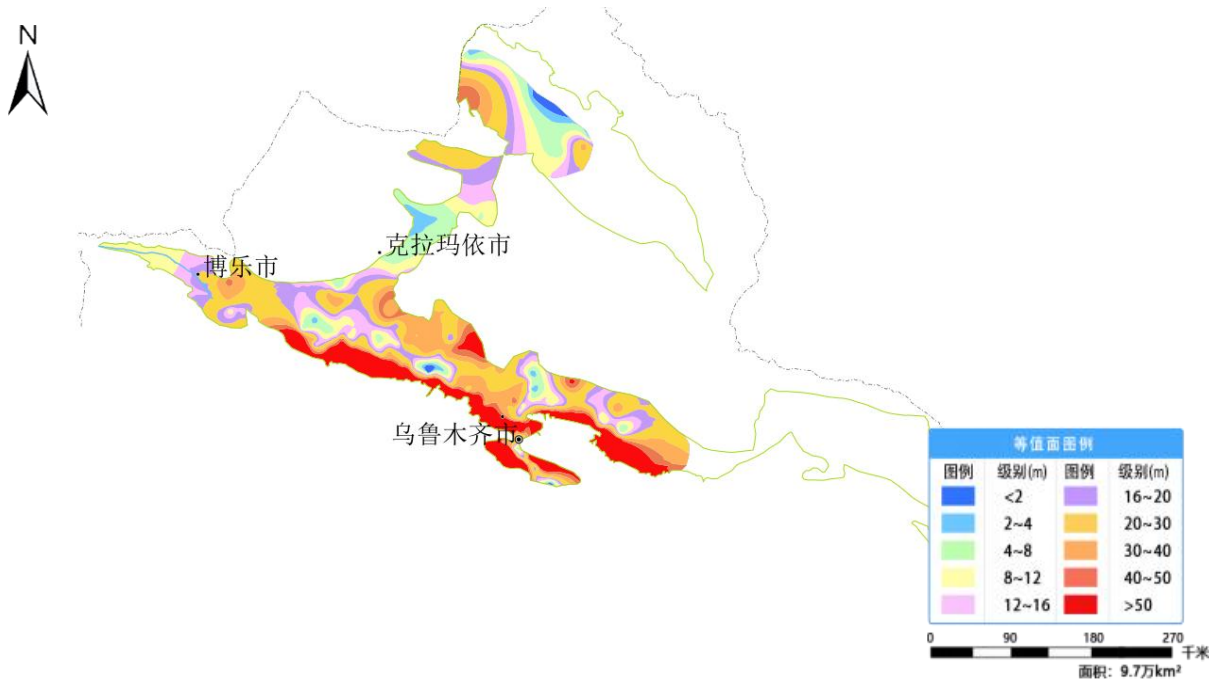 N
克拉玛依市
博乐市
乌鲁木齐市
等值面图例
图例 级别(m) 图例 级别(m)
<2 16~20
2~4 20~30
4~8 30~40
8~12 40~50
12~16 >50
0 90 180 270
千米
面积：9.7万km²